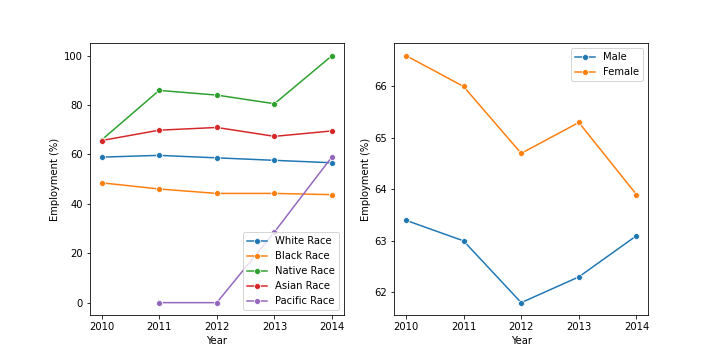 100
80
60
40
20
0
Employment (%)
2010 2011 2012 2013 2014
Year
White Race
Black Race
Native Race
Asian Race
Pacific Race
66
65
64
63
62
Employment (%)
2010 2011 2012 2013 2014
Year
Male
Female